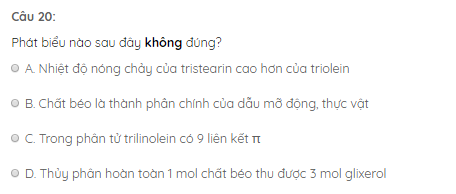 Câu 20:
Phát biểu nào sau đây không đúng?
A. Nhiệt độ nóng chảy của tristearin cao hơn của triolein
B. Chất béo là thành phần chính của dầu mỡ động, thực vật
C. Trong phân tử trilinolein có 9 liên kết π
D. Thủy phân hoàn toàn 1 mol chất béo thu được 3 mol glixerol